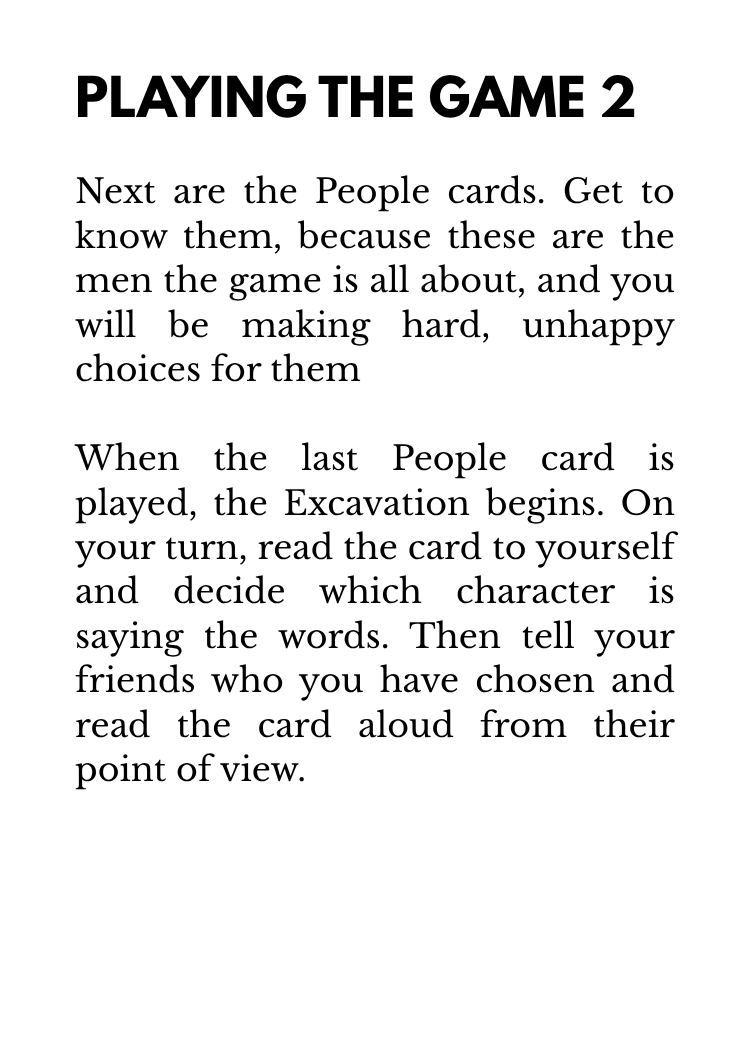 PLAYING THE GAME 2
Next are the People cards. Get to
know them, because these are the
men the game is all about, and you
will be making hard, unhappy
choices for them
When the last People card is
played, the Excavation begins. On
your turn, read the card to yourself
and decide which character is
saying the words. Then tell your
friends who you have chosen and
read the card aloud from their
point of view.